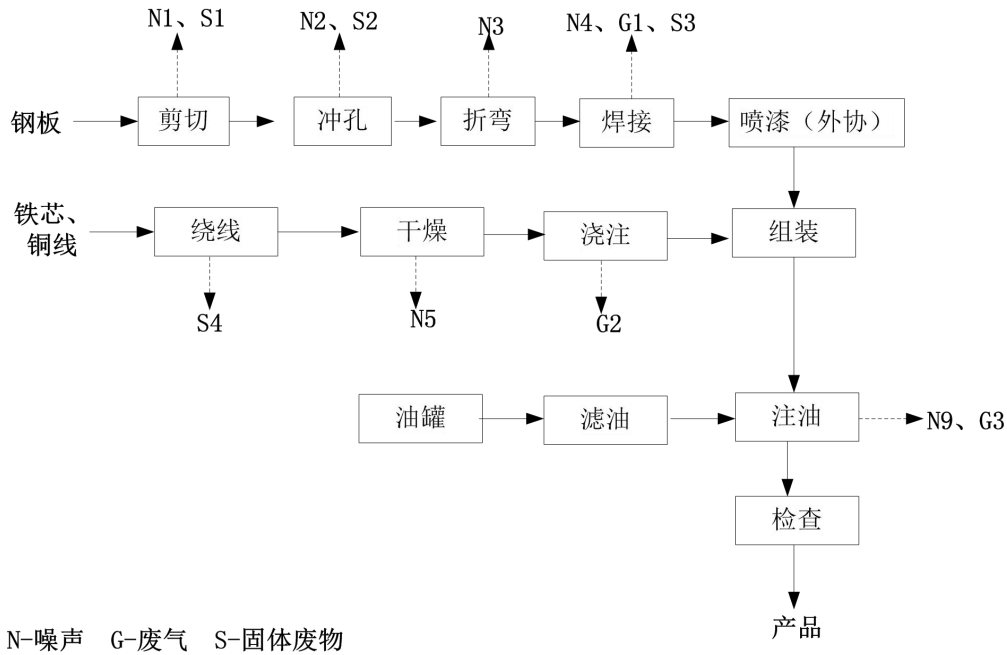 N1、S1
N2、S2
N3
N4、G1、S3
钢板
剪切
冲孔
折弯
焊接
喷漆（外协）
铁芯、
铜线
绕线
干燥
浇注
组装
S4
N5
G2
油罐
滤油
注油
N9、G3
检查
产品
N-噪声 G-废气 S-固体废物